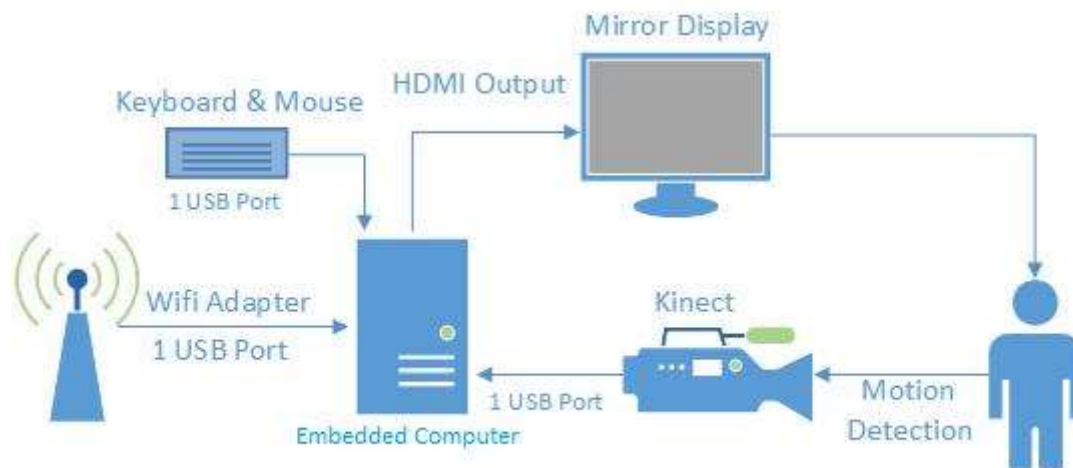 Mirror Display
HDMI Output
Keyboard & Mouse
1 USB Port
Wifi Adapter
1 USB Port
Kinect
1 USB Port
Motion
Detection
Embedded Computer